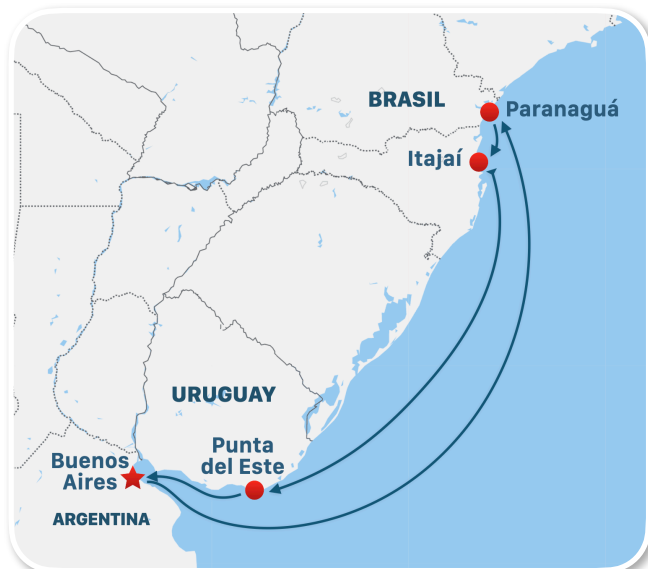 BRASIL
Paranaguá
Itajaí
URUGUAY
Punta
del Este
Buenos
Aires
ARGENTINA